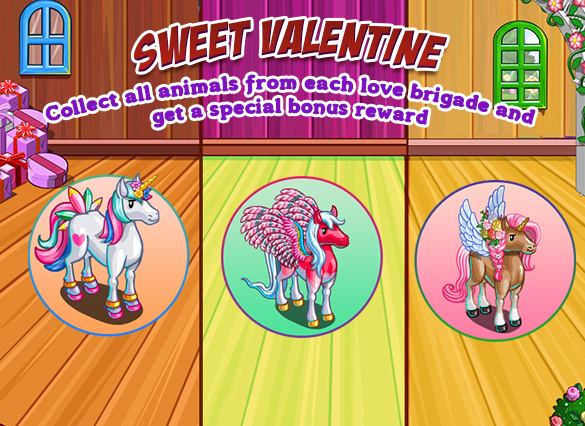 SWEET VALENTINE
Collect all animals from each love brigade and
get a special bonus reward